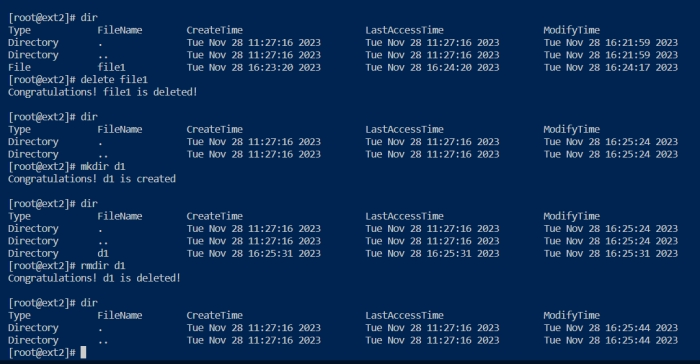 [root@ext2]# dir
Type FileName CreateTime LastAccessTime ModifyTime
Directory . Tue Nov 28 11:27:16 2023 Tue Nov 28 11:27:16 2023 Tue Nov 28 16:21:59 2023
Directory .. Tue Nov 28 11:27:16 2023 Tue Nov 28 11:27:16 2023 Tue Nov 28 16:21:59 2023
File file1 Tue Nov 28 16:23:20 2023 Tue Nov 28 16:24:20 2023 Tue Nov 28 16:24:17 2023
[root@ext2]# delete file1
Congratulations! file1 is deleted!
[root@ext2]# dir
Type FileName CreateTime LastAccessTime ModifyTime
Directory . Tue Nov 28 11:27:16 2023 Tue Nov 28 11:27:16 2023 Tue Nov 28 16:25:24 2023
Directory .. Tue Nov 28 11:27:16 2023 Tue Nov 28 11:27:16 2023 Tue Nov 28 16:25:24 2023
[root@ext2]# mkdir d1
Congratulations! d1 is created
[root@ext2]# dir
Type FileName CreateTime LastAccessTime ModifyTime
Directory . Tue Nov 28 11:27:16 2023 Tue Nov 28 11:27:16 2023 Tue Nov 28 16:25:24 2023
Directory .. Tue Nov 28 11:27:16 2023 Tue Nov 28 11:27:16 2023 Tue Nov 28 16:25:24 2023
Directory d1 Tue Nov 28 16:25:31 2023 Tue Nov 28 16:25:31 2023 Tue Nov 28 16:25:31 2023
[root@ext2]# rmdir d1
Congratulations! d1 is deleted!
[root@ext2]# dir
Type FileName CreateTime LastAccessTime ModifyTime
Directory . Tue Nov 28 11:27:16 2023 Tue Nov 28 11:27:16 2023 Tue Nov 28 16:25:44 2023
Directory .. Tue Nov 28 11:27:16 2023 Tue Nov 28 11:27:16 2023 Tue Nov 28 16:25:44 2023
[root@ext2]#